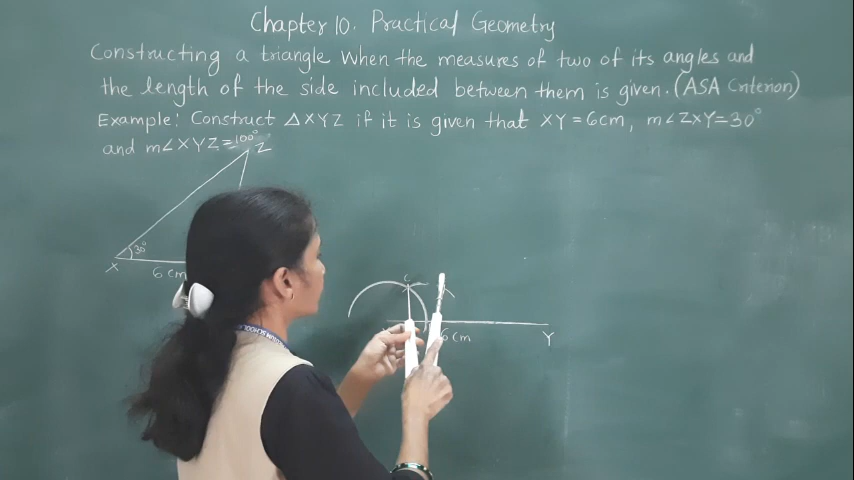 Chapter 10. Practical Geometry
Constructing a triangle When the measures of two of its angles and
the length of the side included between them is given. (ASA Criterion)
Example: Construct △XYZ if it is given that XY = 6cm, m∠ZXY=30°
and m∠XYZ=100°
Z
30°
X
6 cm
C
6 cm
Y